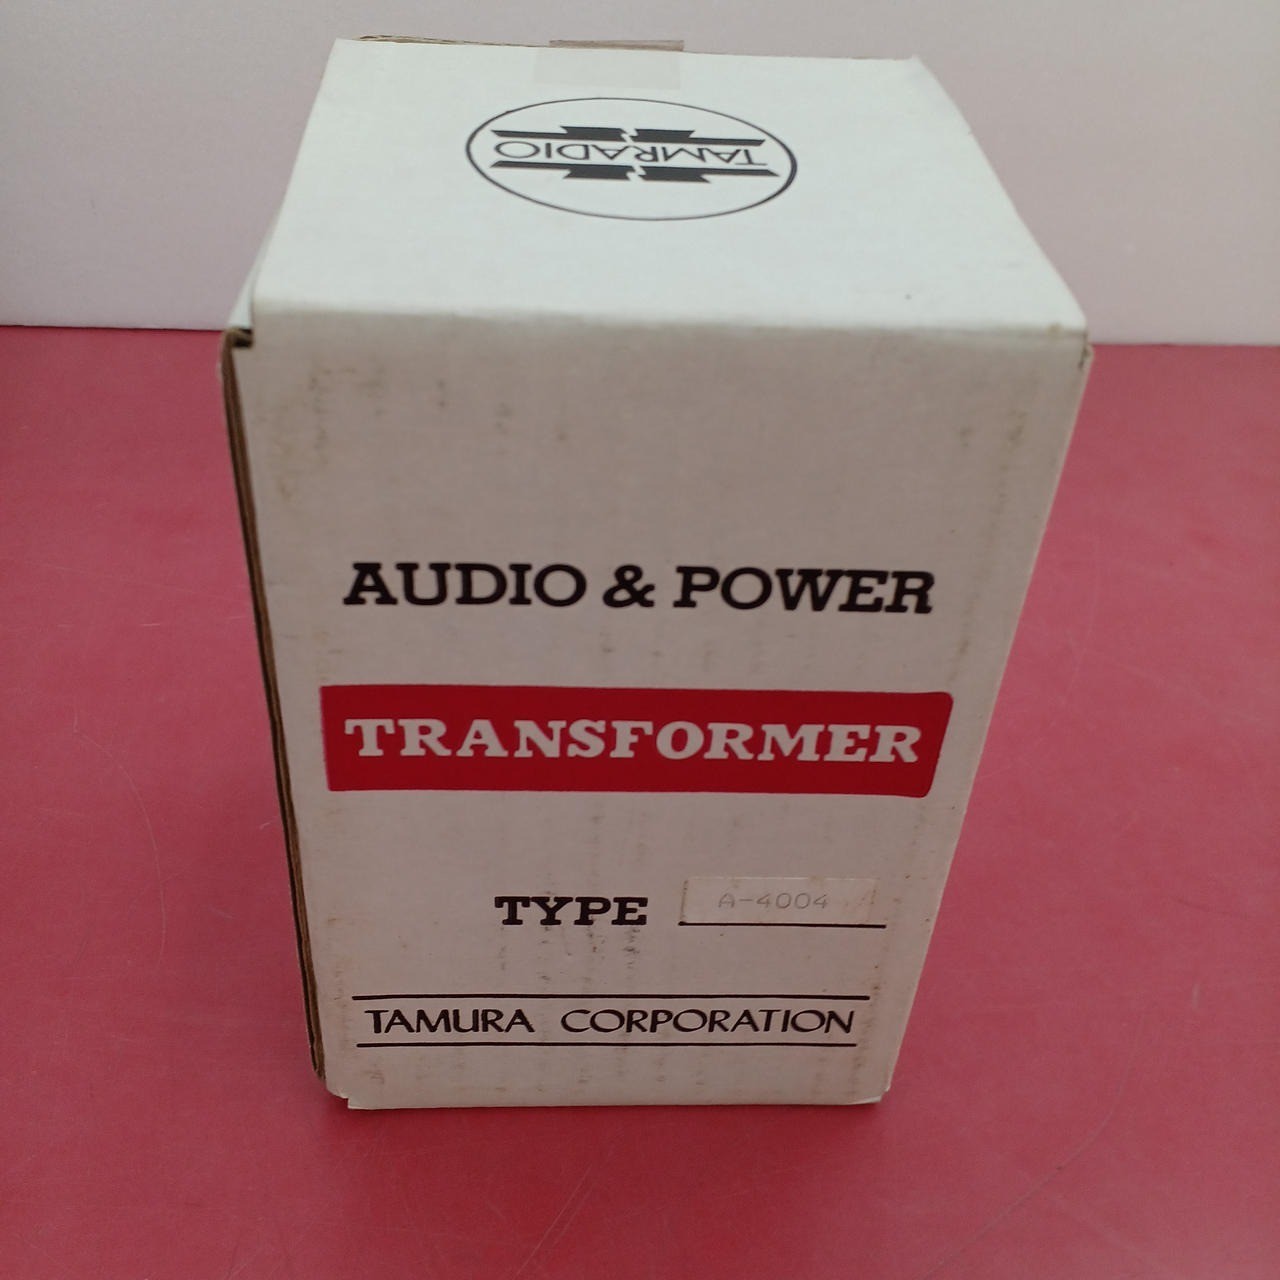 TAMRADIO
AUDIO & POWER
TRANSFORMER
TYPE A-4004
TAMURA CORPORATION